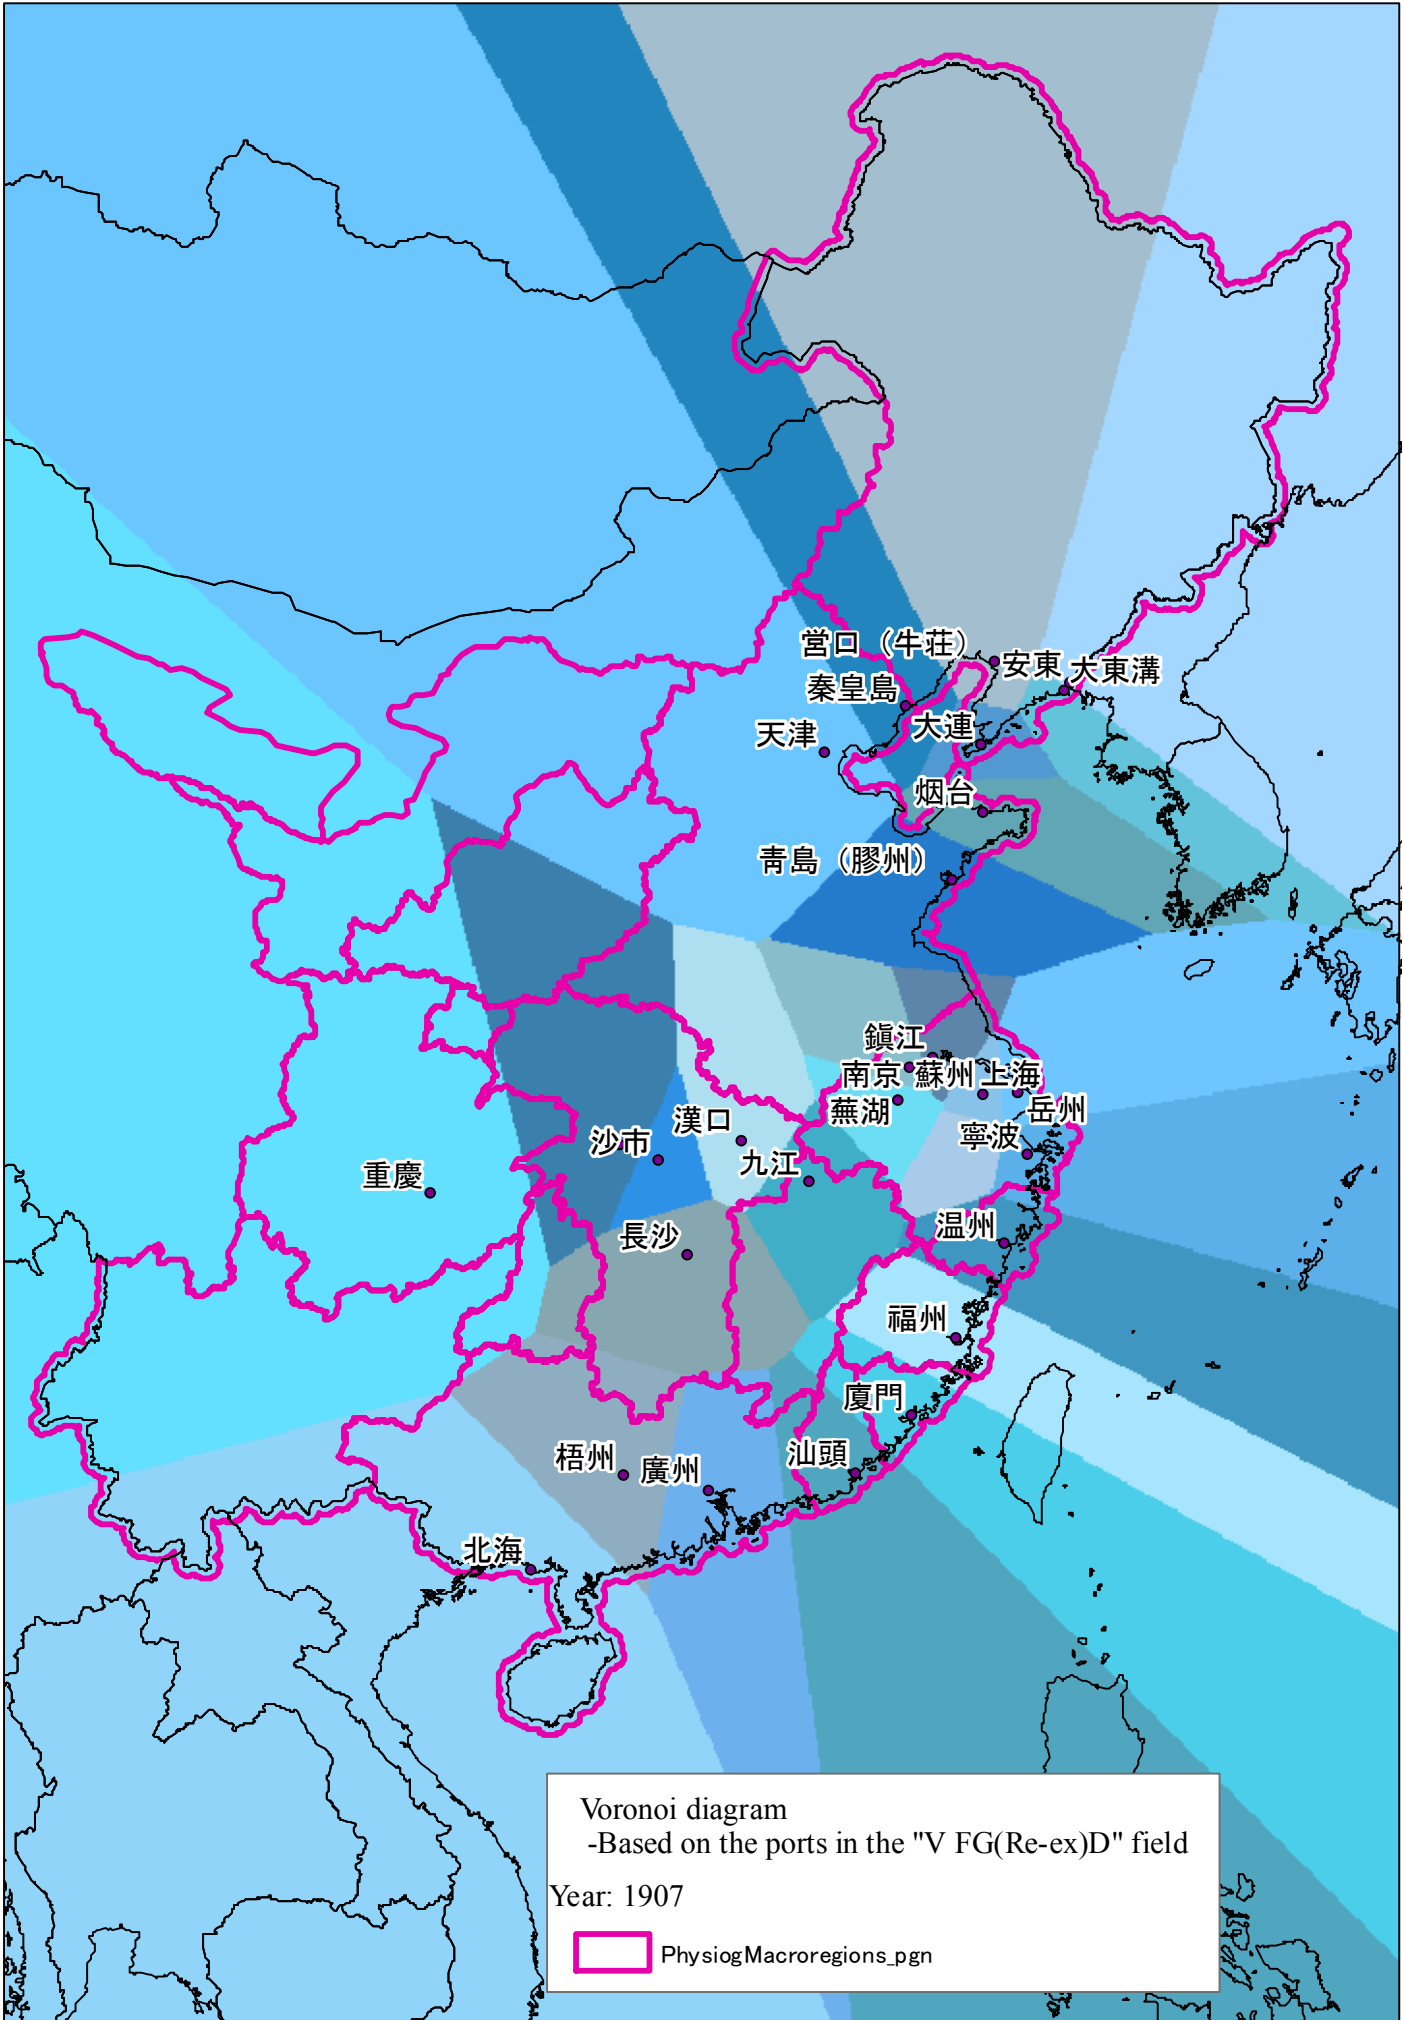 営口（牛荘）
安東
大東溝
秦皇島
大連
天津
烟台
青島（膠州）
鎮江
南京
蘇州
上海
蕪湖
岳州
漢口
沙市
寧波
九江
重慶
長沙
温州
福州
廈門
梧州
廣州
汕頭
北海
Voronoi diagram
-Based on the ports in the "V FG(Re-ex)D" field
Year: 1907
PhysiogMacroregions_pgn